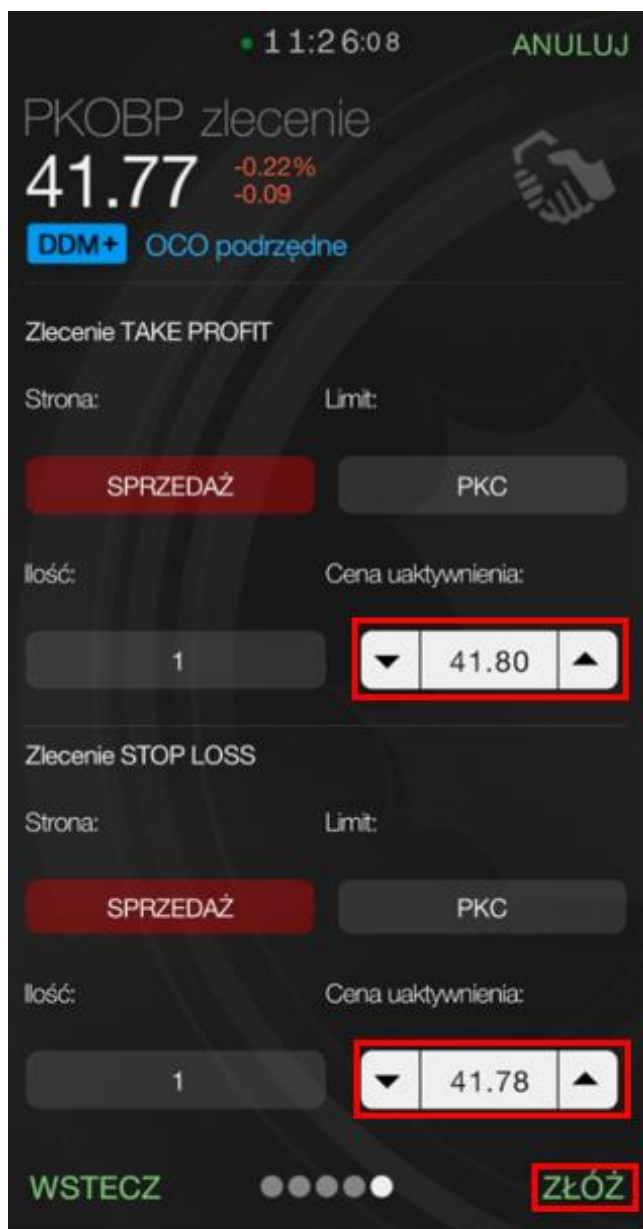 11:26:08 ANULUJ
PKOBP zlecenie
41.77 -0.22%
-0.09
DDM+ OCO podrzędne
Zlecenie TAKE PROFIT
Strona: Limit:
SPRZEDAŻ PKC
Ilość: Cena uaktywnienia:
1 41.80
Zlecenie STOP LOSS
Strona: Limit:
SPRZEDAŻ PKC
Ilość: Cena uaktywnienia:
1 41.78
WSTECZ ZŁÓŻ